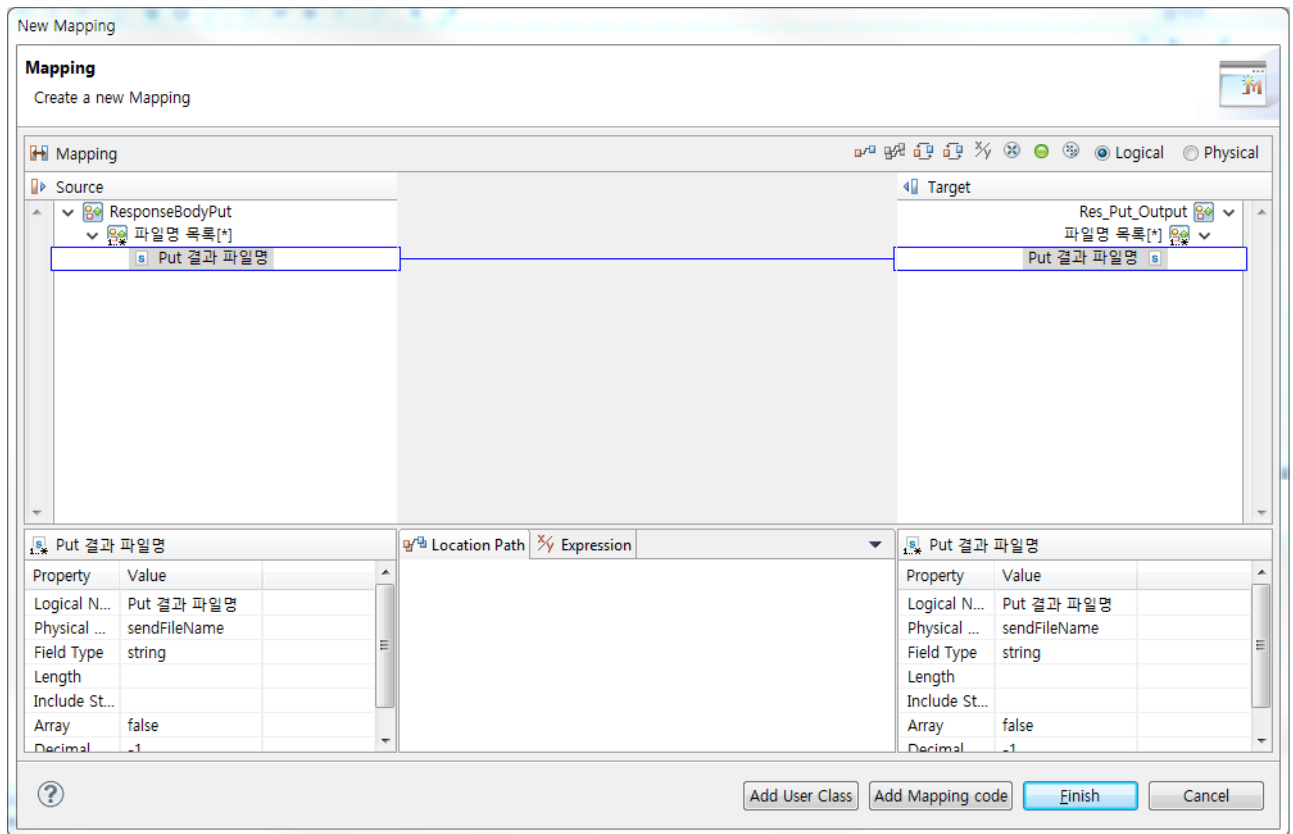 New Mapping
Mapping
Create a new Mapping
Mapping
Logical
Physical
Source
Target
ResponseBodyPut
Res_Put_Output
파일명 목록[*]
파일명 목록[*]
Put 결과 파일명
Put 결과 파일명
Put 결과 파일명
Property Value
Logical N... Put 결과 파일명
Physical ... sendFileName
Field Type string
Length
Include St...
Array false
Decimal -1
Location Path
Expression
Put 결과 파일명
Property Value
Logical N... Put 결과 파일명
Physical ... sendFileName
Field Type string
Length
Include St...
Array false
Decimal -1
Add User Class
Add Mapping code
Finish
Cancel